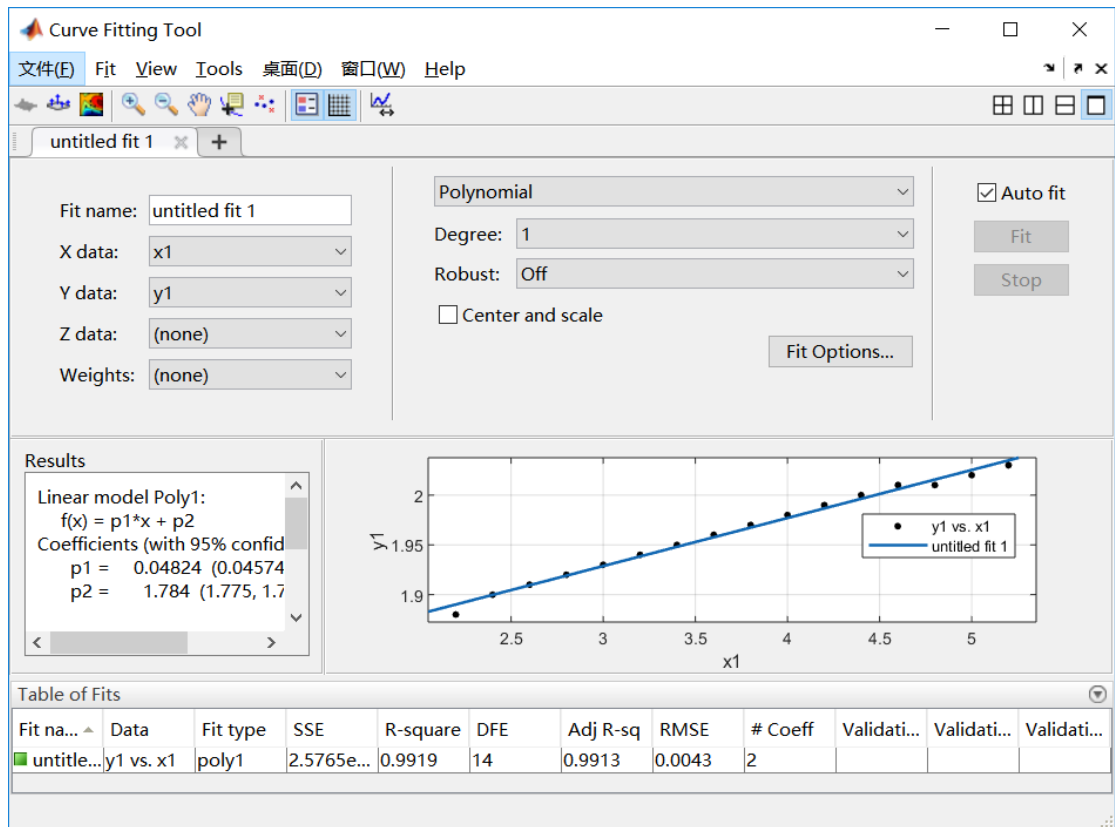 Curve Fitting Tool
文件(F) Fit View Tools 桌面(D) 窗口(W) Help
untitled fit 1
Fit name: untitled fit 1
X data: x1
Y data: y1
Z data: (none)
Weights: (none)
Polynomial
Degree: 1
Robust: Off
Center and scale
Fit Options...
Auto fit
Fit
Stop
Results
Linear model Poly1:
f(x) = p1*x + p2
Coefficients (with 95% confid
p1 = 0.04824 (0.04574
p2 = 1.784 (1.775, 1.7
2
1.95
1.9
y1
2.5 3 3.5 4 4.5 5
x1
y1 vs. x1
untitled fit 1
Table of Fits
Fit na... Data Fit type SSE R-square DFE Adj R-sq RMSE # Coeff Validati... Validati... Validati...
untitle... y1 vs. x1 poly1 2.5765e... 0.9919 14 0.9913 0.0043 2